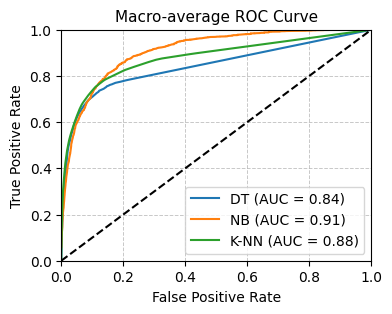 Macro-average ROC Curve
True Positive Rate
1.0
0.8
0.6
0.4
0.2
0.0
DT (AUC = 0.84)
NB (AUC = 0.91)
K-NN (AUC = 0.88)
0.0 0.2 0.4 0.6 0.8 1.0
False Positive Rate